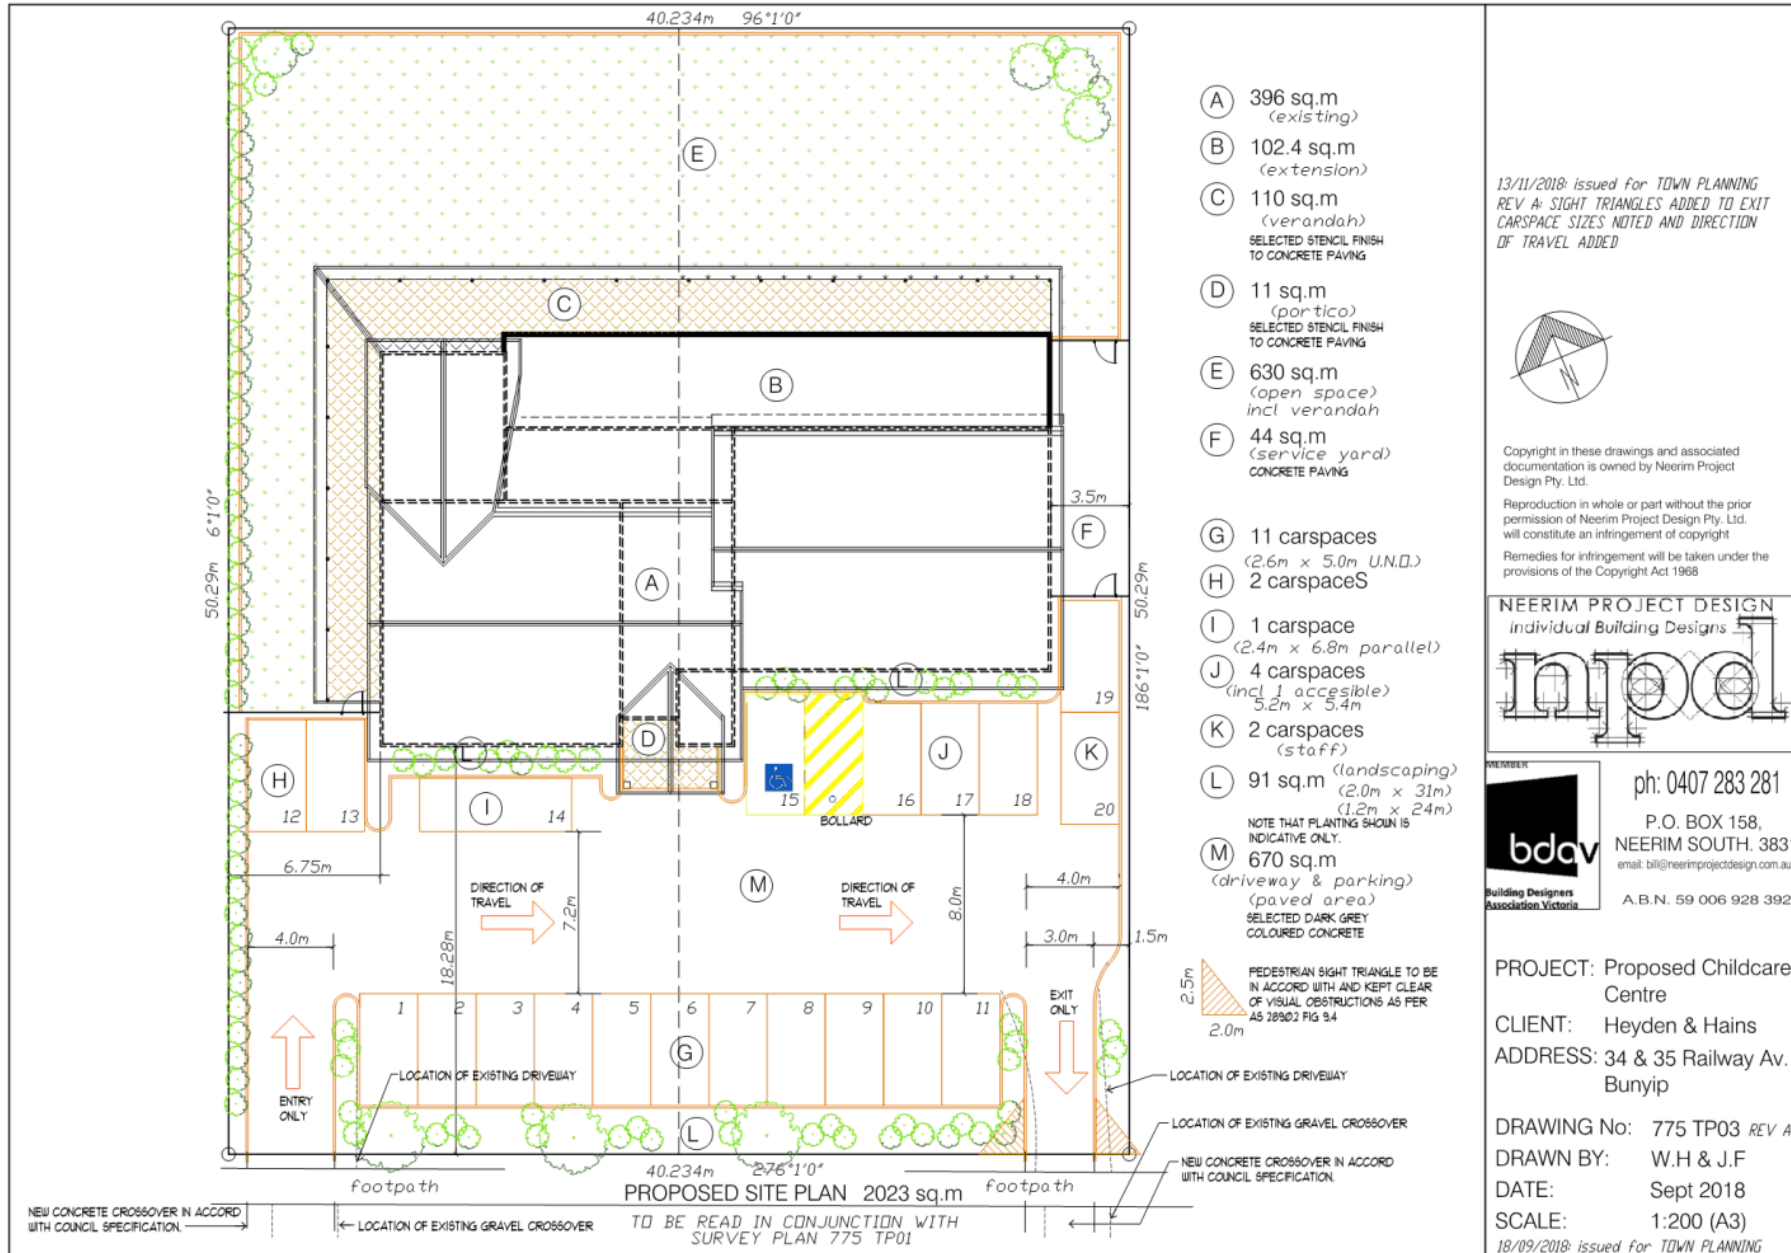 40.234m 96°1'0"
50.29m 6°1'0"
E
C
B
A
D
3.5m
F
186°1'0" 50.29m
L
L
H
12
13
I
14
15
BOLLARD
16
J
17
18
19
K
20
6.75m
DIRECTION OF
TRAVEL
7.2m
M
DIRECTION OF
TRAVEL
8.0m
4.0m
4.0m
18.28m
3.0m
1.5m
1
2
3
4
5
6
7
8
9
10
11
G
ENTRY
ONLY
EXIT
ONLY
LOCATION OF EXISTING DRIVEWAY
L
40.234m 276°1'0"
footpath
footpath
PROPOSED SITE PLAN 2023 sq.m
TO BE READ IN CONJUNCTION WITH
SURVEY PLAN 775 TP01
NEW CONCRETE CROSSOVER IN ACCORD
WITH COUNCIL SPECIFICATION.
LOCATION OF EXISTING GRAVEL CROSSOVER
A 396 sq.m
(existing)
B 102.4 sq.m
(extension)
C 110 sq.m
(verandah)
SELECTED STENCIL FINISH
TO CONCRETE PAVING
D 11 sq.m
(portico)
SELECTED STENCIL FINISH
TO CONCRETE PAVING
E 630 sq.m
(open space)
incl verandah
F 44 sq.m
(service yard)
CONCRETE PAVING
G 11 carspaces
(2.6m x 5.0m U.N.O.)
H 2 carspaceS
I 1 carspace
(2.4m x 6.8m parallel)
J 4 carspaces
(incl 1 accesible)
5.2m x 5.4m
K 2 carspaces
(staff)
L 91 sq.m (landscaping)
(2.0m x 31m)
(1.2m x 24m)
NOTE THAT PLANTING SHOWN IS
INDICATIVE ONLY.
M 670 sq.m
(driveway & parking)
(paved area)
SELECTED DARK GREY
COLOURED CONCRETE
2.5m
2.0m
PEDESTRIAN SIGHT TRIANGLE TO BE
IN ACCORD WITH AND KEPT CLEAR
OF VISUAL OBSTRUCTIONS AS PER
AS 2890.2 FIG 3.4
LOCATION OF EXISTING DRIVEWAY
LOCATION OF EXISTING GRAVEL CROSSOVER
NEW CONCRETE CROSSOVER IN ACCORD
WITH COUNCIL SPECIFICATION.
13/11/2018: issued for TOWN PLANNING
REV A: SIGHT TRIANGLES ADDED TO EXIT
CARSPACE SIZES NOTED AND DIRECTION
OF TRAVEL ADDED
N
Copyright in these drawings and associated
documentation is owned by Neerim Project
Design Pty. Ltd.
Reproduction in whole or part without the prior
permission of Neerim Project Design Pty. Ltd.
will constitute an infringement of copyright
Remedies for infringement will be taken under the
provisions of the Copyright Act 1968
NEERIM PROJECT DESIGN
Individual Building Designs
npd
MEMBER
bdav
Building Designers
Association Victoria
ph: 0407 283 281
P.O. BOX 158,
NEERIM SOUTH. 383
email: bill@neerimprojectdesign.com.au
A.B.N. 59 006 928 392
PROJECT: Proposed Childcare
Centre
CLIENT: Heyden & Hains
ADDRESS: 34 & 35 Railway Av.
Bunyip
DRAWING No: 775 TP03 REV A
DRAWN BY: W.H & J.F
DATE: Sept 2018
SCALE: 1:200 (A3)
18/09/2018: issued for TOWN PLANNING